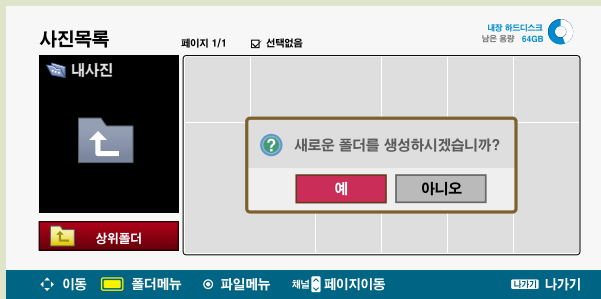 사진목록
페이지 1/1
선택없음
내장 하드디스크
남은 용량 64GB
내사진
새로운 폴더를 생성하시겠습니까?
예
아니오
상위폴더
이동
폴더메뉴
파일메뉴
채널 페이지이동
나가기 나가기